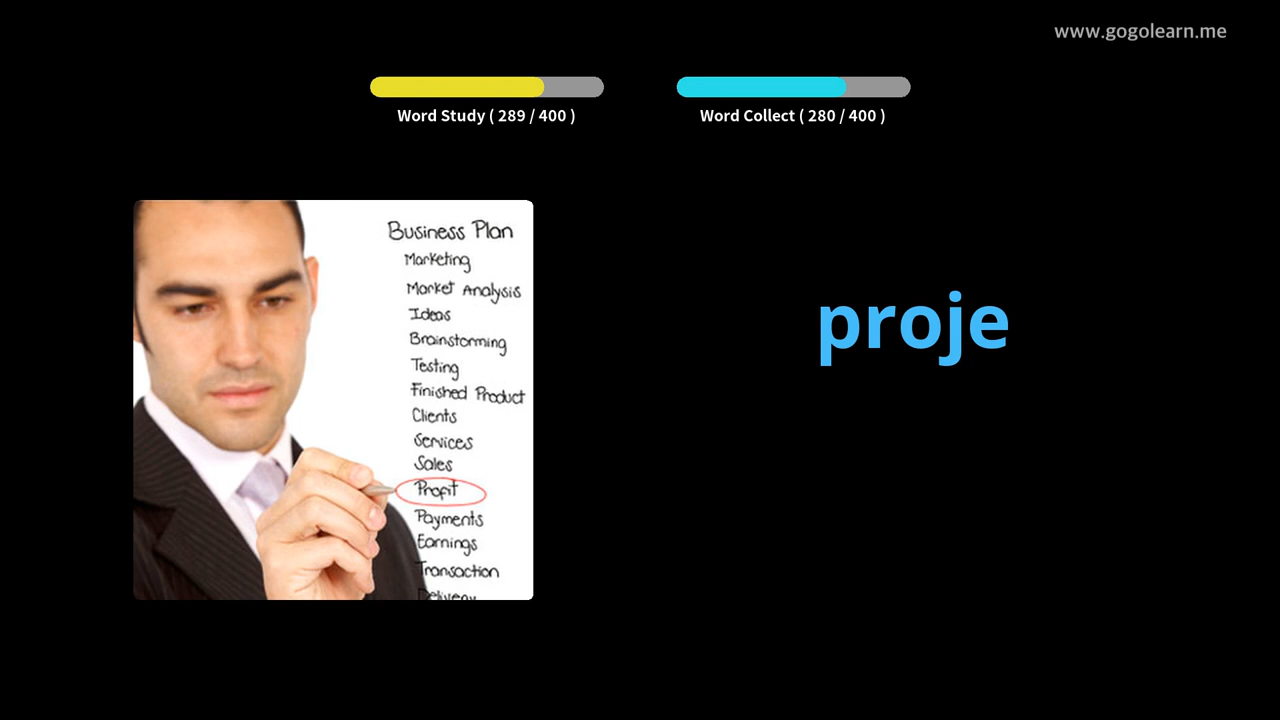 www.gogolearn.me
Word Study ( 289 / 400 )
Word Collect ( 280 / 400 )
Business Plan
Marketing
Market Analysis
Ideas
Brainstorming
Testing
Finished Product
Clients
Services
Sales
Profit
Payments
Earnings
Transaction
Delivery
proje